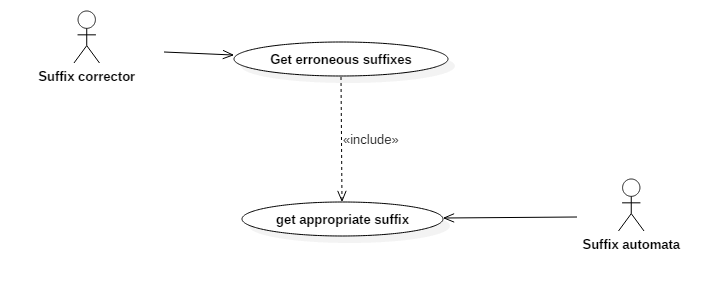 Suffix corrector
Get erroneous suffixes
«include»
get appropriate suffix
Suffix automata